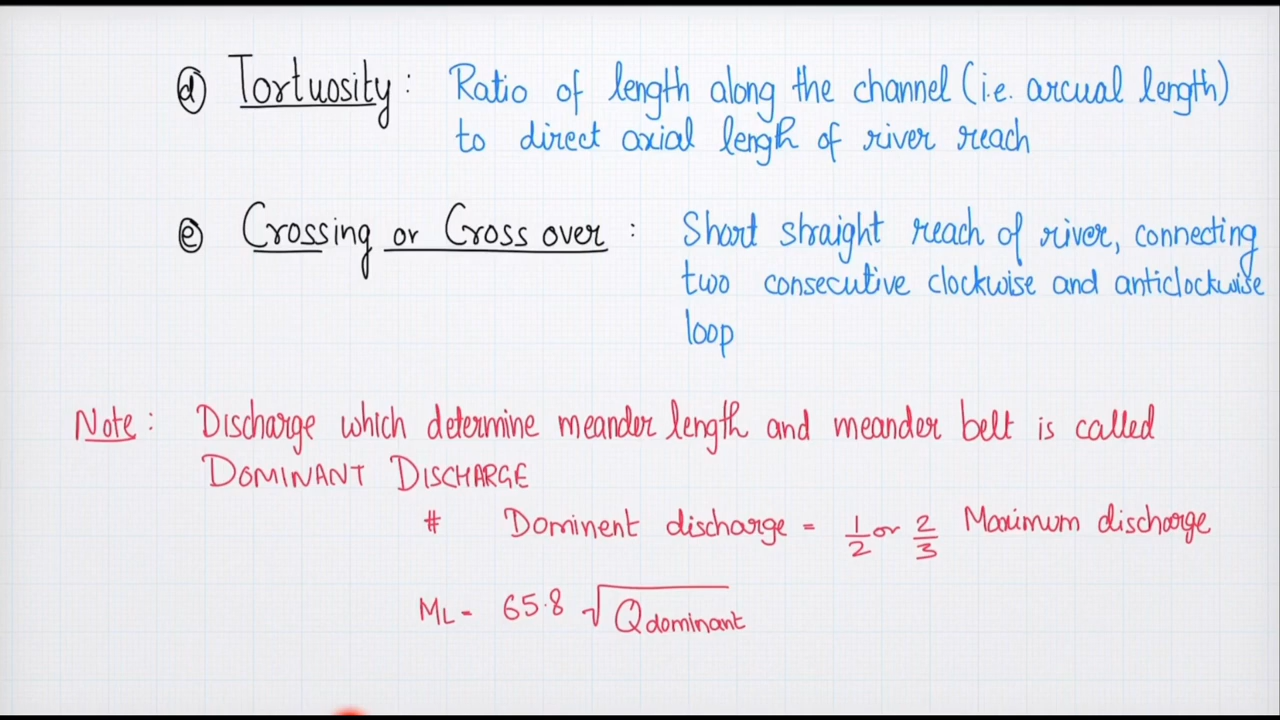 d Tortuosity : Ratio of length along the channel (i.e. arcual length)
to direct axial length of river reach
e Crossing or Cross over : Short straight reach of river, connecting
two consecutive clockwise and anticlockwise
loop
Note : Discharge which determine meander length and meander belt is called
DOMINANT DISCHARGE
# Dominent discharge = 1/2 or 2/3 Maximum discharge
ML = 65.8 √Qdominant